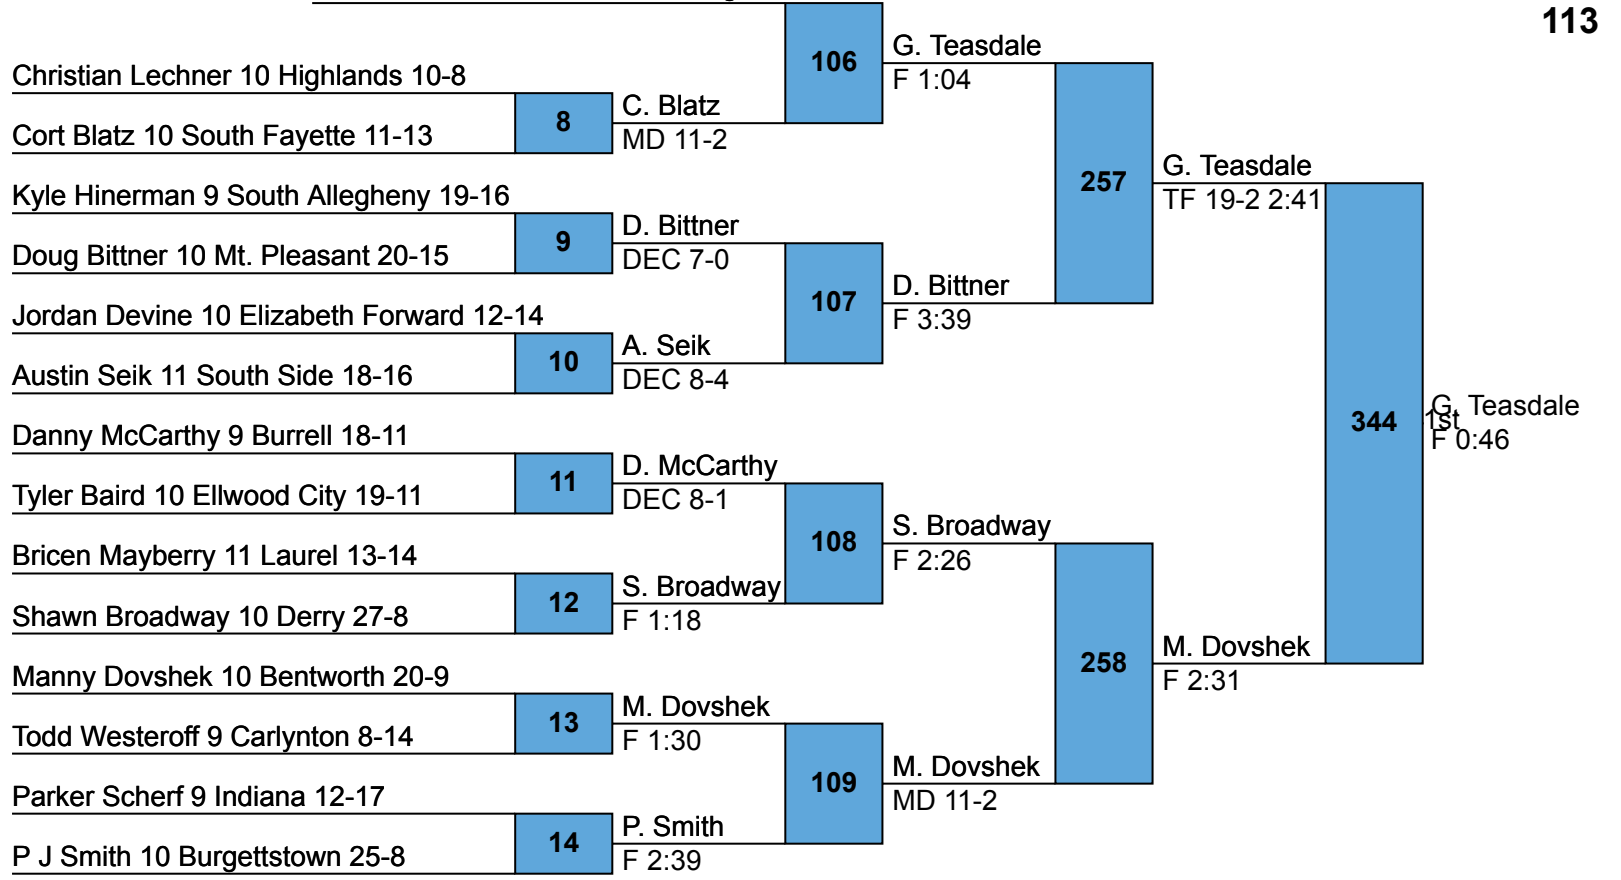 113
Christian Lechner 10 Highlands 10-8
Cort Blatz 10 South Fayette 11-13
Kyle Hinerman 9 South Allegheny 19-16
Doug Bittner 10 Mt. Pleasant 20-15
Jordan Devine 10 Elizabeth Forward 12-14
Austin Seik 11 South Side 18-16
Danny McCarthy 9 Burrell 18-11
Tyler Baird 10 Ellwood City 19-11
Bricen Mayberry 11 Laurel 13-14
Shawn Broadway 10 Derry 27-8
Manny Dovshek 10 Bentworth 20-9
Todd Westeroff 9 Carlynton 8-14
Parker Scherf 9 Indiana 12-17
P J Smith 10 Burgettstown 25-8
8
9
10
11
12
13
14
C. Blatz
MD 11-2
D. Bittner
DEC 7-0
A. Seik
DEC 8-4
D. McCarthy
DEC 8-1
S. Broadway
F 1:18
M. Dovshek
F 1:30
P. Smith
F 2:39
106
107
108
109
G. Teasdale
F 1:04
D. Bittner
F 3:39
S. Broadway
F 2:26
M. Dovshek
MD 11-2
257
258
G. Teasdale
TF 19-2 2:41
M. Dovshek
F 2:31
344
G. Teasdale
1st
F 0:46